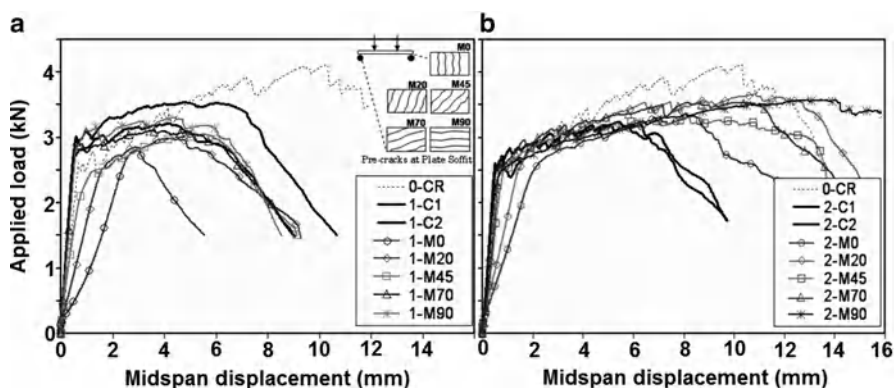 a
b
Applied load (kN)
4
3
2
1
0
M0
M20
M45
M70
M90
Pre-cracks at Plate Soffit
0-CR
1-C1
1-C2
1-M0
1-M20
1-M45
1-M70
1-M90
0 2 4 6 8 10 12 14
Midspan displacement (mm)
0-CR
2-C1
2-C2
2-M0
2-M20
2-M45
2-M70
2-M90
0 2 4 6 8 10 12 14 16
Midspan displacement (mm)